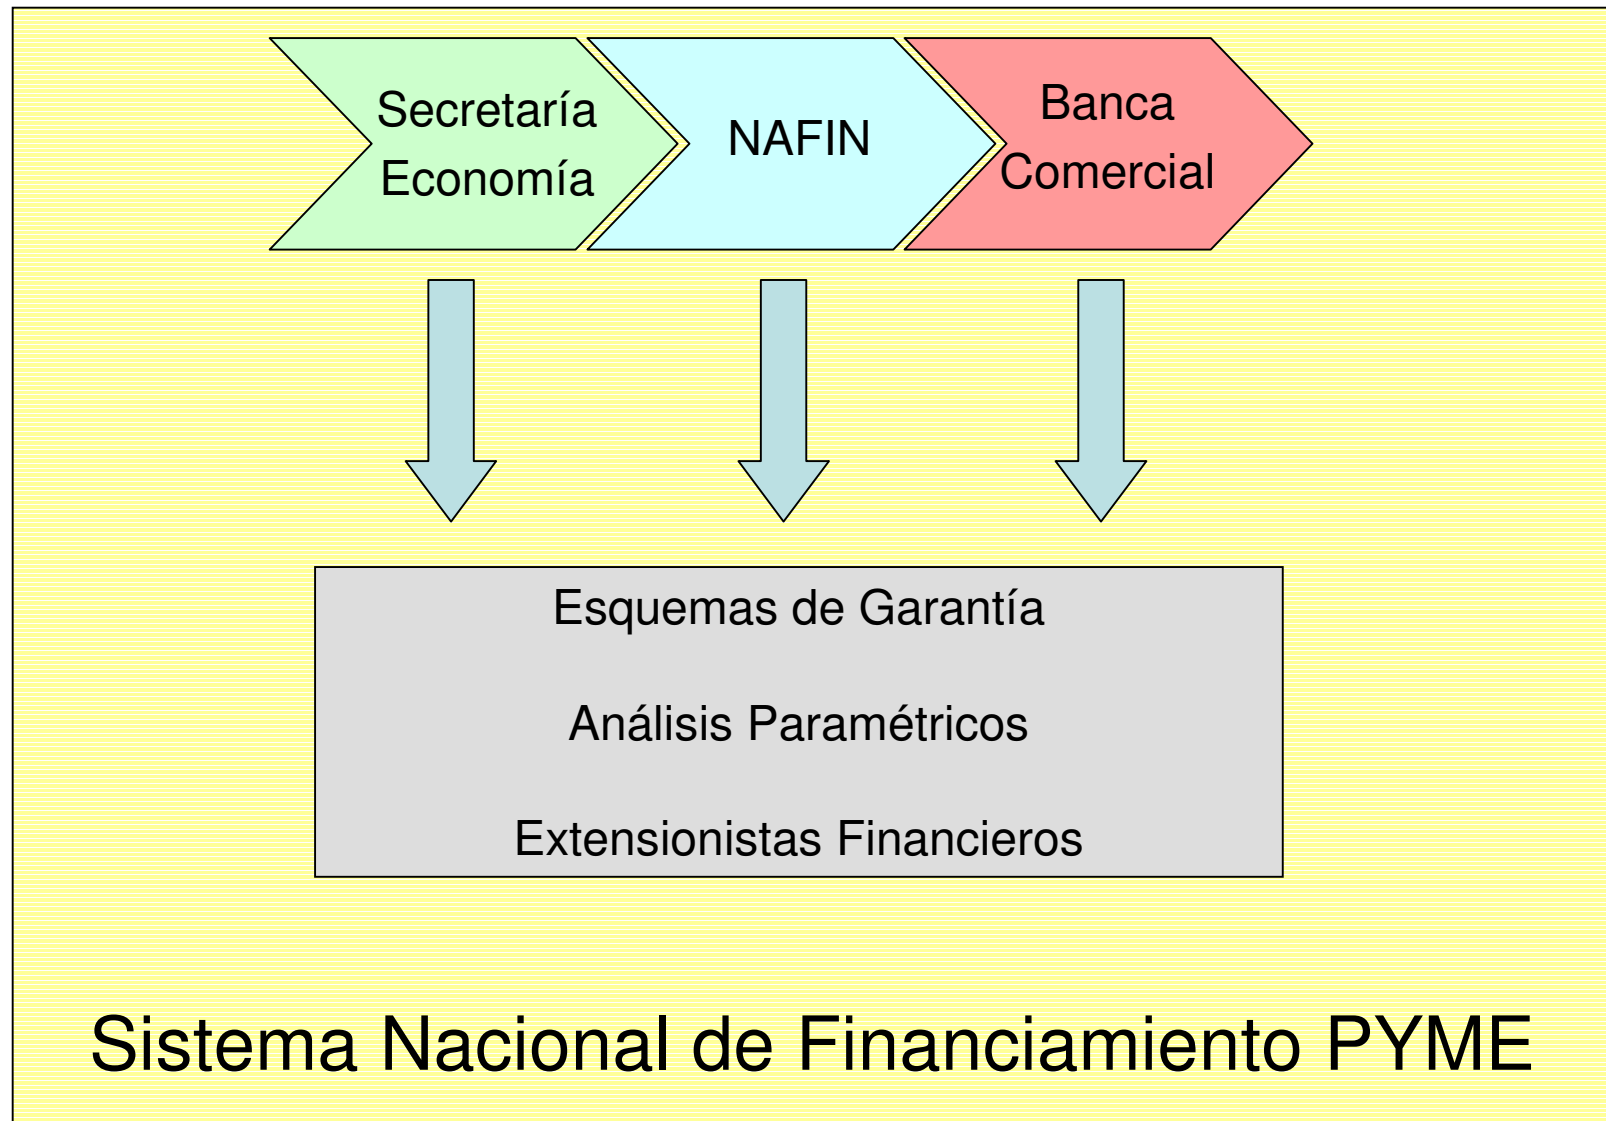 Secretaría
Economía
NAFIN
Banca
Comercial
Esquemas de Garantía
Análisis Paramétricos
Extensionistas Financieros
Sistema Nacional de Financiamiento PYME